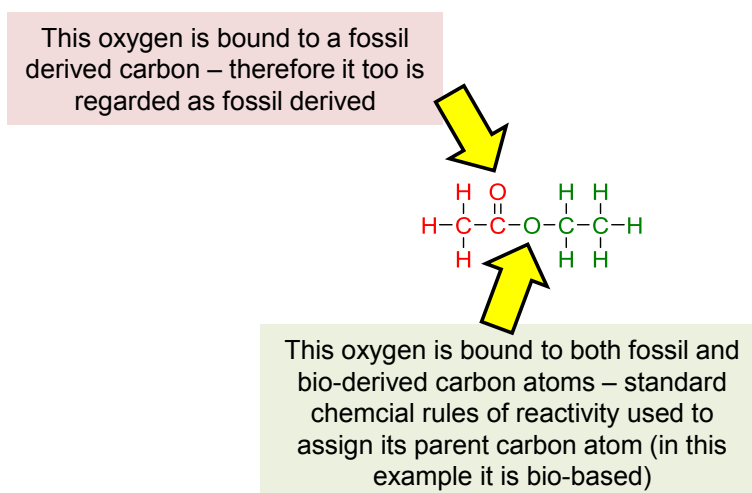 This oxygen is bound to a fossil
derived carbon – therefore it too is
regarded as fossil derived
H O H H
H–C–C–O–C–C–H
H H H
This oxygen is bound to both fossil and
bio-derived carbon atoms – standard
chemcial rules of reactivity used to
assign its parent carbon atom (in this
example it is bio-based)